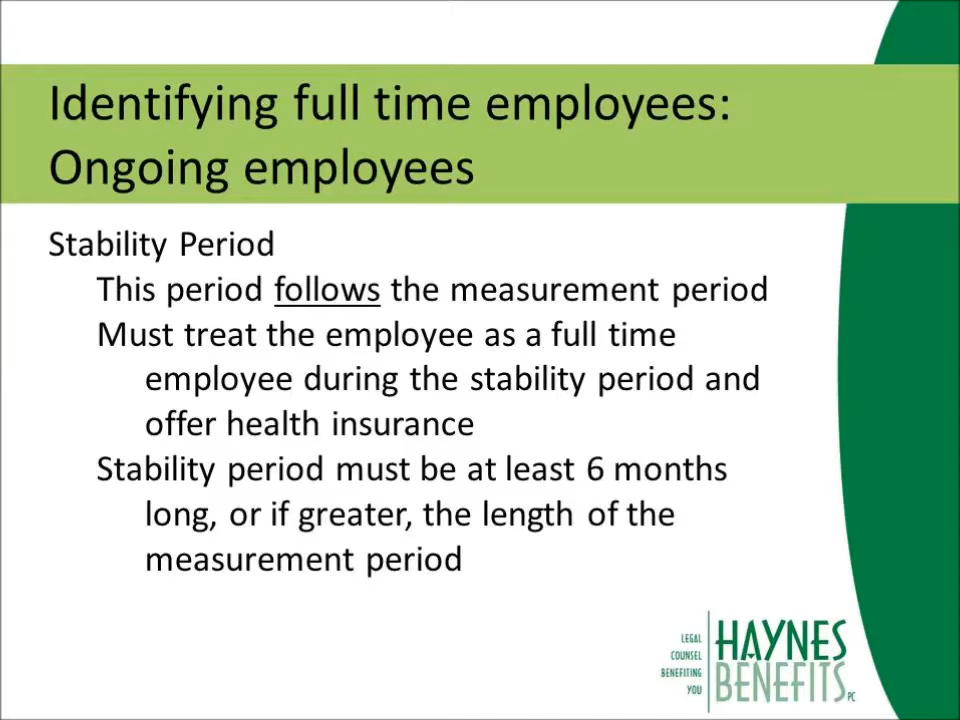 Identifying full time employees:
Ongoing employees
Stability Period
This period follows the measurement period
Must treat the employee as a full time
employee during the stability period and
offer health insurance
Stability period must be at least 6 months
long, or if greater, the length of the
measurement period
LEGAL
COUNSEL
BENEFITING
YOU
HAYNES
BENEFITS PC